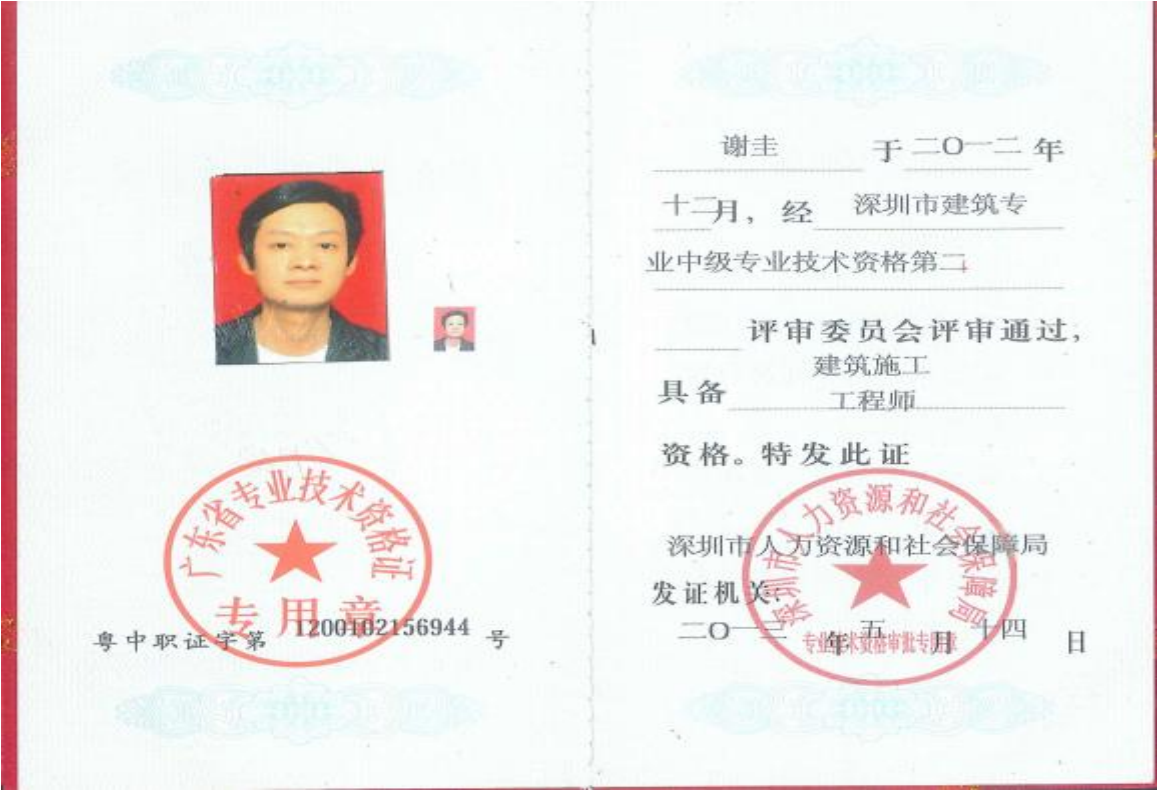 广东省专业技术资格证
专用章
粤中职证字第 1200102156944 号
谢圭 于 二〇一二 年
十二月，经 深圳市建筑专
业中级专业技术资格第二
评审委员会评审通过，
建筑施工
具备 工程师
资格。特发此证
深圳市人力资源和社会保障局
深圳市人力资源和社会保障局
发证机关：
二〇一三 年 五 月 十四 日
专业技术资格审批专用章